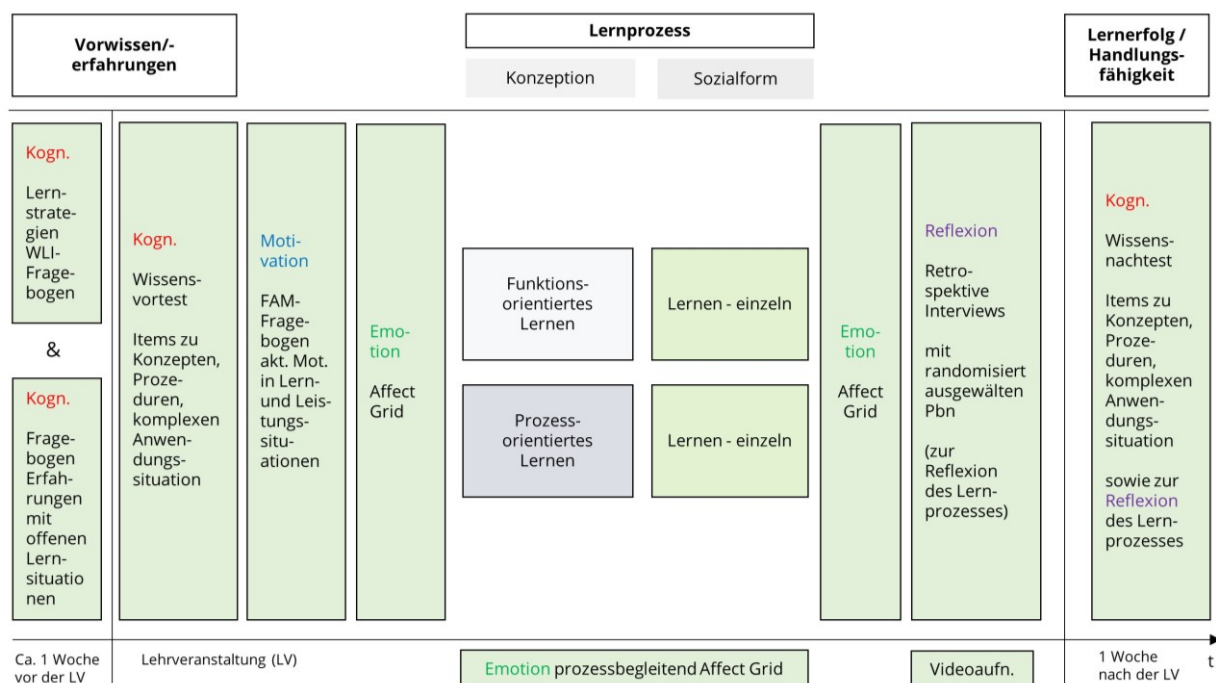 Vorwissen/-
erfahrungen
Lernprozess
Konzeption
Sozialform
Lernerfolg /
Handlungs-
fähigkeit
Kogn.
Lern-
strate-
gien
WLI-
Frage-
bogen
&
Kogn.
Frage-
bogen
Erfah-
rungen
mit
offenen
Lern-
situatio
nen
Kogn.
Wissens-
vortest
Items zu
Konzepten,
Proze-
duren,
komplexen
Anwen-
dungs-
situation
Moti-
vation
FAM-
Frage-
bogen
akt. Mot.
in Lern-
und Leis-
tungs-
situ-
ationen
Emo-
tion
Affect
Grid
Funktions-
orientiertes
Lernen
Lernen - einzeln
Prozess-
orientiertes
Lernen
Lernen - einzeln
Emo-
tion
Affect
Grid
Reflexion
Retro-
spektive
Interviews
mit
randomisiert
ausgewälten
Pbn
(zur
Reflexion
des Lern-
prozesses)
Kogn.
Wissens-
nachtest
Items zu
Konzepten,
Proze-
duren,
komplexen
Anwen-
dungs-
situation
sowie zur
Reflexion
des Lern-
prozesses
Ca. 1 Woche
vor der LV
Lehrveranstaltung (LV)
Emotion prozessbegleitend Affect Grid
Videoaufn.
1 Woche
nach der LV
t